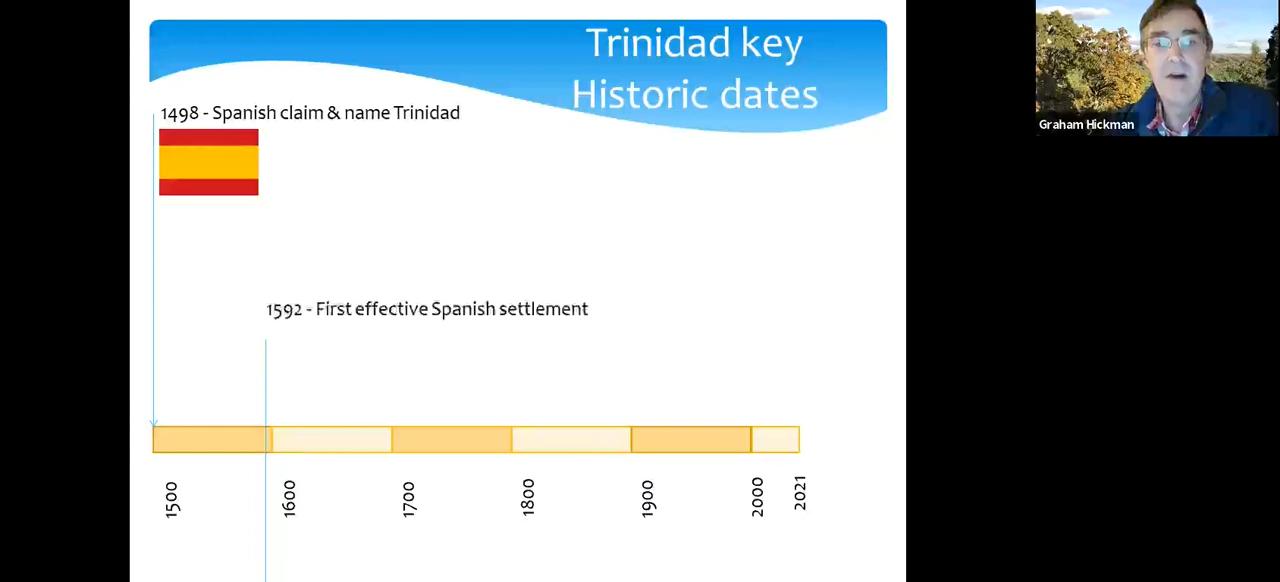 Trinidad key
Historic dates
1498 - Spanish claim & name Trinidad
1592 - First effective Spanish settlement
1500
1600
1700
1800
1900
2000
2021
Graham Hickman